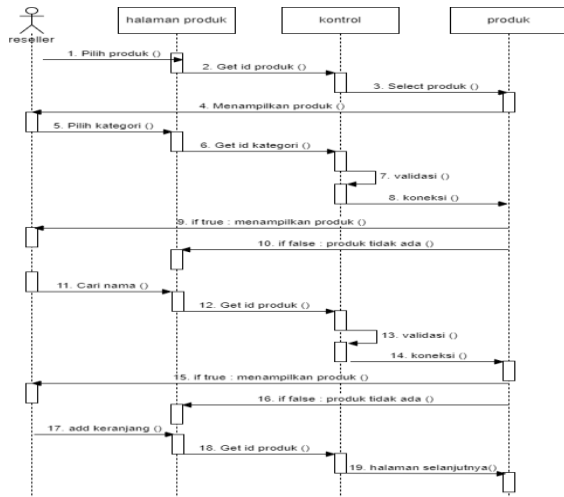 halaman produk
kontrol
produk
reseller
1. Pilih produk ()
2. Get id produk ()
3. Select produk ()
4. Menampilkan produk ()
5. Pilih kategori ()
6. Get id kategori ()
7. validasi ()
8. koneksi ()
9. if true : menampilkan produk ()
10. if false : produk tidak ada ()
11. Cari nama ()
12. Get id produk ()
13. validasi ()
14. koneksi ()
15. if true : menampilkan produk ()
16. if false : produk tidak ada ()
17. add keranjang ()
18. Get id produk ()
19. halaman selanjutnya()